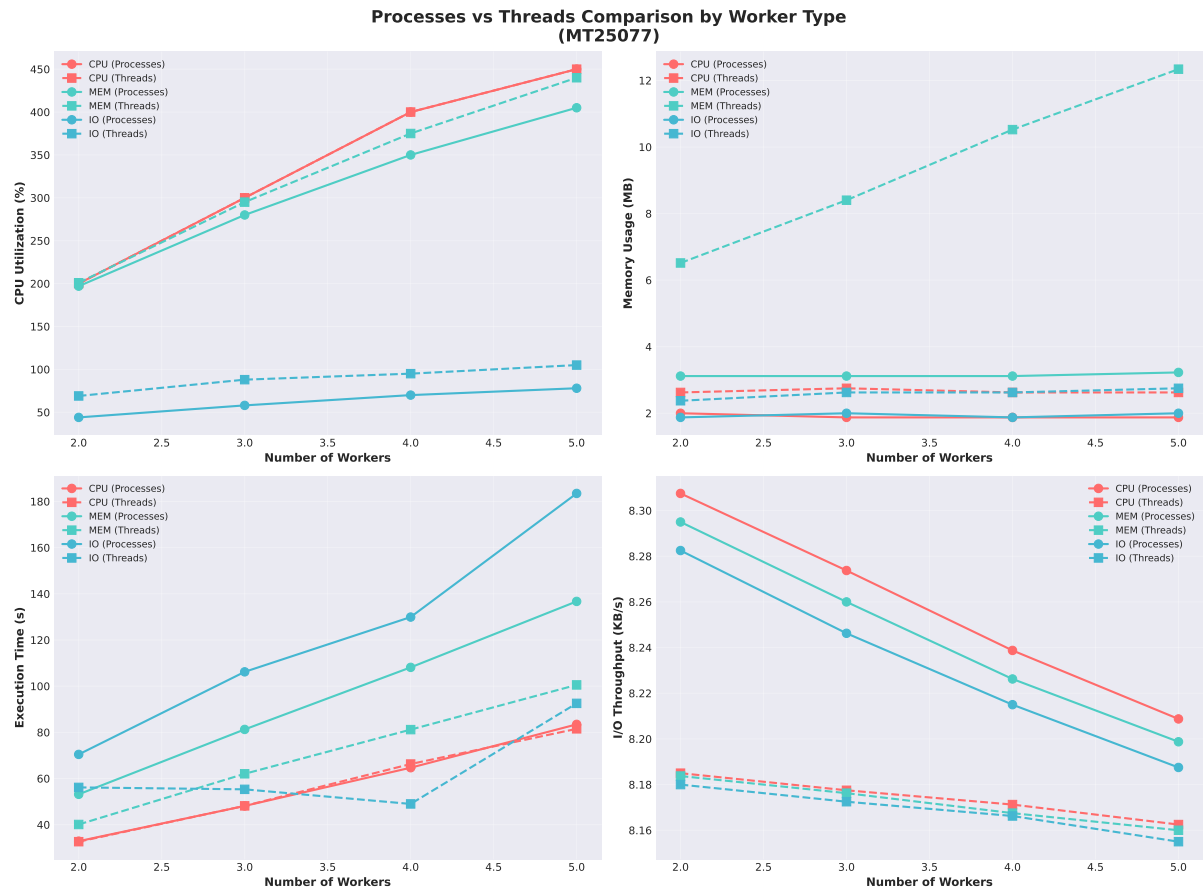 Processes vs Threads Comparison by Worker Type
(MT25077)
CPU Utilization (%)
450
400
350
300
250
200
150
100
50
CPU (Processes)
CPU (Threads)
MEM (Processes)
MEM (Threads)
IO (Processes)
IO (Threads)
2.0 2.5 3.0 3.5 4.0 4.5 5.0
Number of Workers
Memory Usage (MB)
12
10
8
6
4
2
CPU (Processes)
CPU (Threads)
MEM (Processes)
MEM (Threads)
IO (Processes)
IO (Threads)
2.0 2.5 3.0 3.5 4.0 4.5 5.0
Number of Workers
Execution Time (s)
180
160
140
120
100
80
60
40
CPU (Processes)
CPU (Threads)
MEM (Processes)
MEM (Threads)
IO (Processes)
IO (Threads)
2.0 2.5 3.0 3.5 4.0 4.5 5.0
Number of Workers
I/O Throughput (KB/s)
8.30
8.28
8.26
8.24
8.22
8.20
8.18
8.16
CPU (Processes)
CPU (Threads)
MEM (Processes)
MEM (Threads)
IO (Processes)
IO (Threads)
2.0 2.5 3.0 3.5 4.0 4.5 5.0
Number of Workers